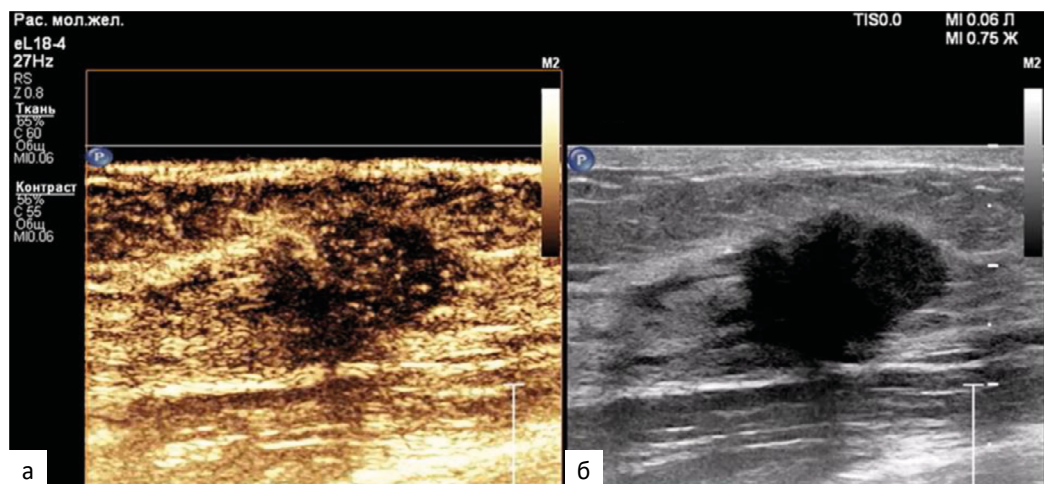 Рас. мол.жел.
TIS0.0
MI 0.06 Л
MI 0.75 Ж
eL18-4
27Hz
RS
Z 0.8
Ткань
65%
C 60
Общ
MI0.06
Контраст
56%
C 55
Общ
MI0.06
M2
M2
P
P
а
б